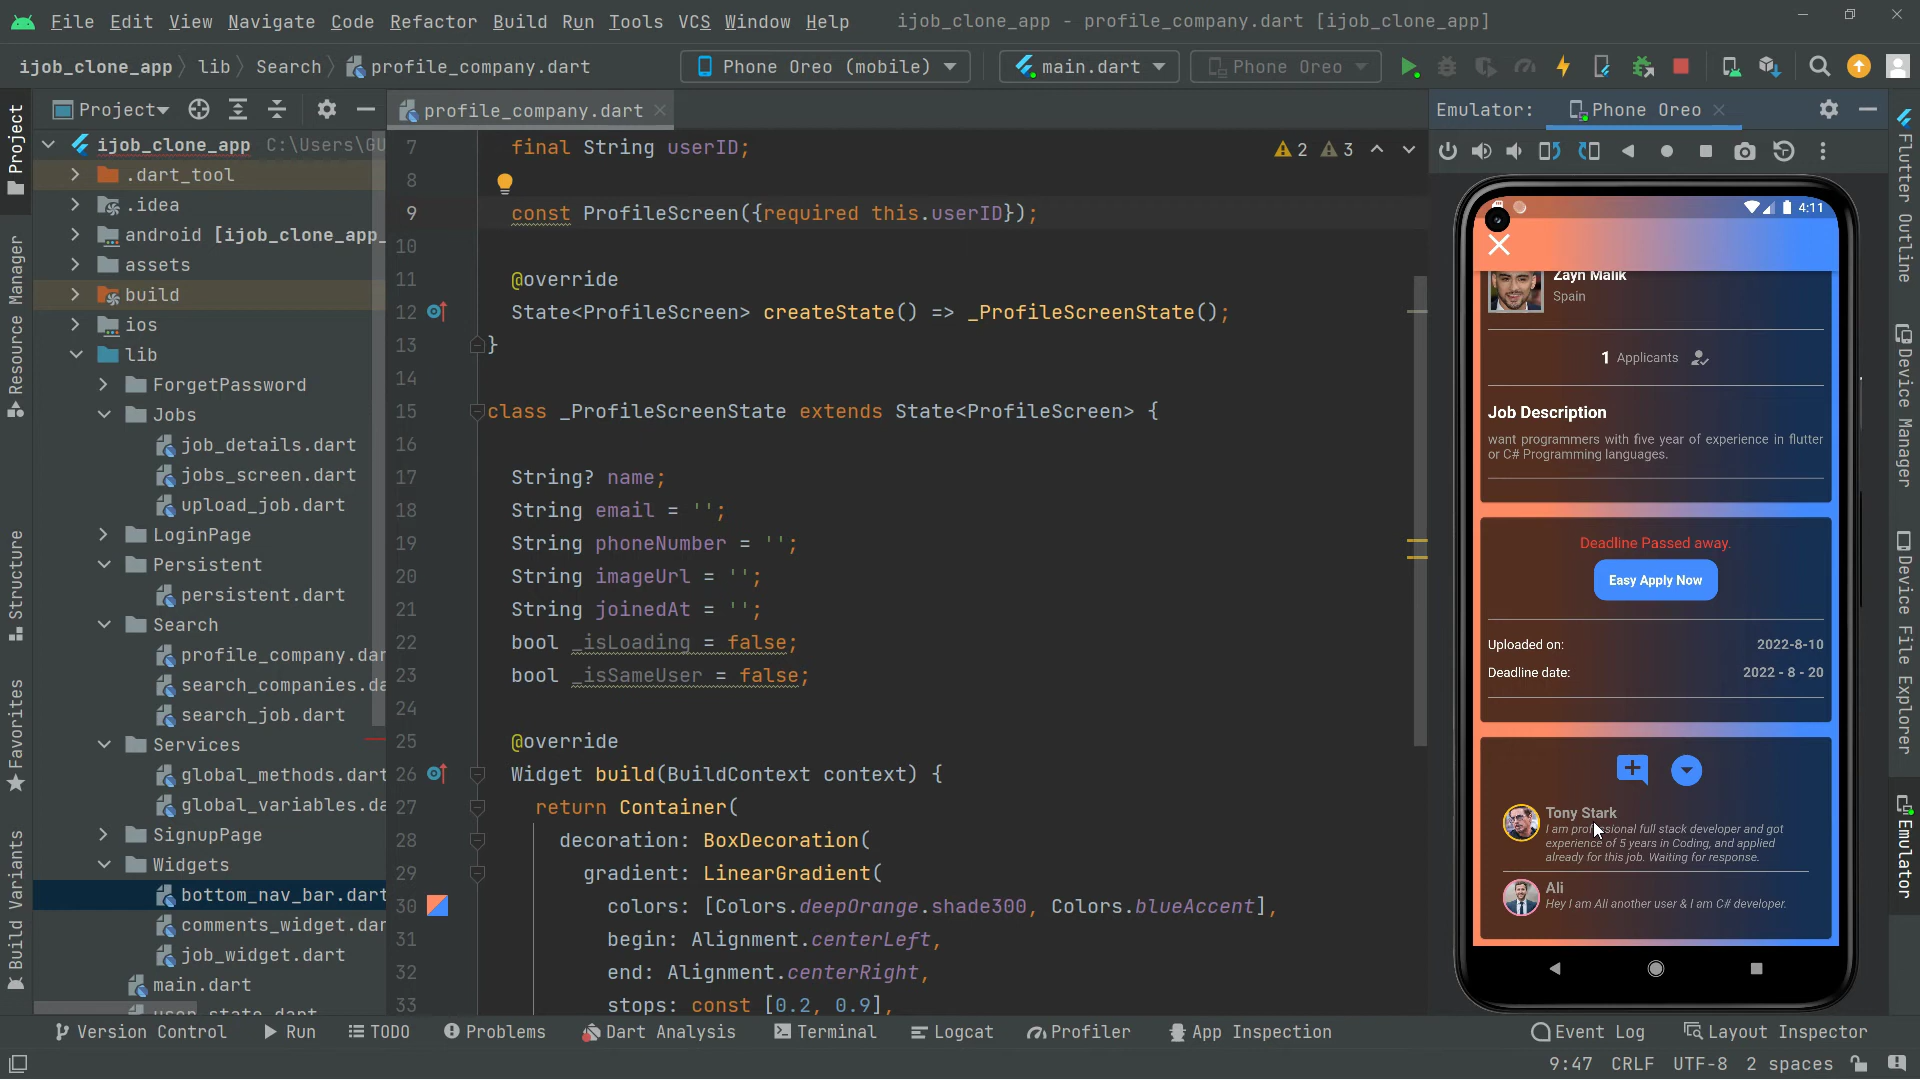 File Edit View Navigate Code Refactor Build Run Tools VCS Window Help ijob_clone_app - profile_company.dart [ijob_clone_app]
ijob_clone_app lib Search profile_company.dart Phone Oreo (mobile) main.dart Phone Oreo
Project profile_company.dart Emulator: Phone Oreo
ijob_clone_app C:\Users\GU
.dart_tool
.idea
android [ijob_clone_app_
assets
build
ios
lib
ForgetPassword
Jobs
job_details.dart
jobs_screen.dart
upload_job.dart
LoginPage
Persistent
persistent.dart
Search
profile_company.dar
search_companies.da
search_job.dart
Services
global_methods.dart
global_variables.da
SignupPage
Widgets
bottom_nav_bar.dart
comments_widget.dar
job_widget.dart
main.dart
user_state.dart
Project
Resource Manager
Structure
Favorites
Build Variants
7 final String userID;
8
9 const ProfileScreen({required this.userID});
10
11 @override
12 State<ProfileScreen> createState() => _ProfileScreenState();
13 }
14
15 class _ProfileScreenState extends State<ProfileScreen> {
16
17 String? name;
18 String email = '';
19 String phoneNumber = '';
20 String imageUrl = '';
21 String joinedAt = '';
22 bool _isLoading = false;
23 bool _isSameUser = false;
24
25 @override
26 Widget build(BuildContext context) {
27 return Container(
28 decoration: BoxDecoration(
29 gradient: LinearGradient(
30 colors: [Colors.deepOrange.shade300, Colors.blueAccent],
31 begin: Alignment.centerLeft,
32 end: Alignment.centerRight,
33 stops: const [0.2, 0.9],
2 3
4:11
Zayn Malik
Spain
1 Applicants
Job Description
want programmers with five year of experience in flutter
or C# Programming languages.
Deadline Passed away.
Easy Apply Now
Uploaded on: 2022-8-10
Deadline date: 2022 - 8 - 20
Tony Stark
I am professional full stack developer and got
experience of 5 years in Coding, and applied
already for this job. Waiting for response.
Ali
Hey I am Ali another user & I am C# developer.
Flutter Outline
Device Manager
Device File Explorer
Emulator
Version Control Run TODO Problems Dart Analysis Terminal Logcat Profiler App Inspection Event Log Layout Inspector
9:47 CRLF UTF-8 2 spaces